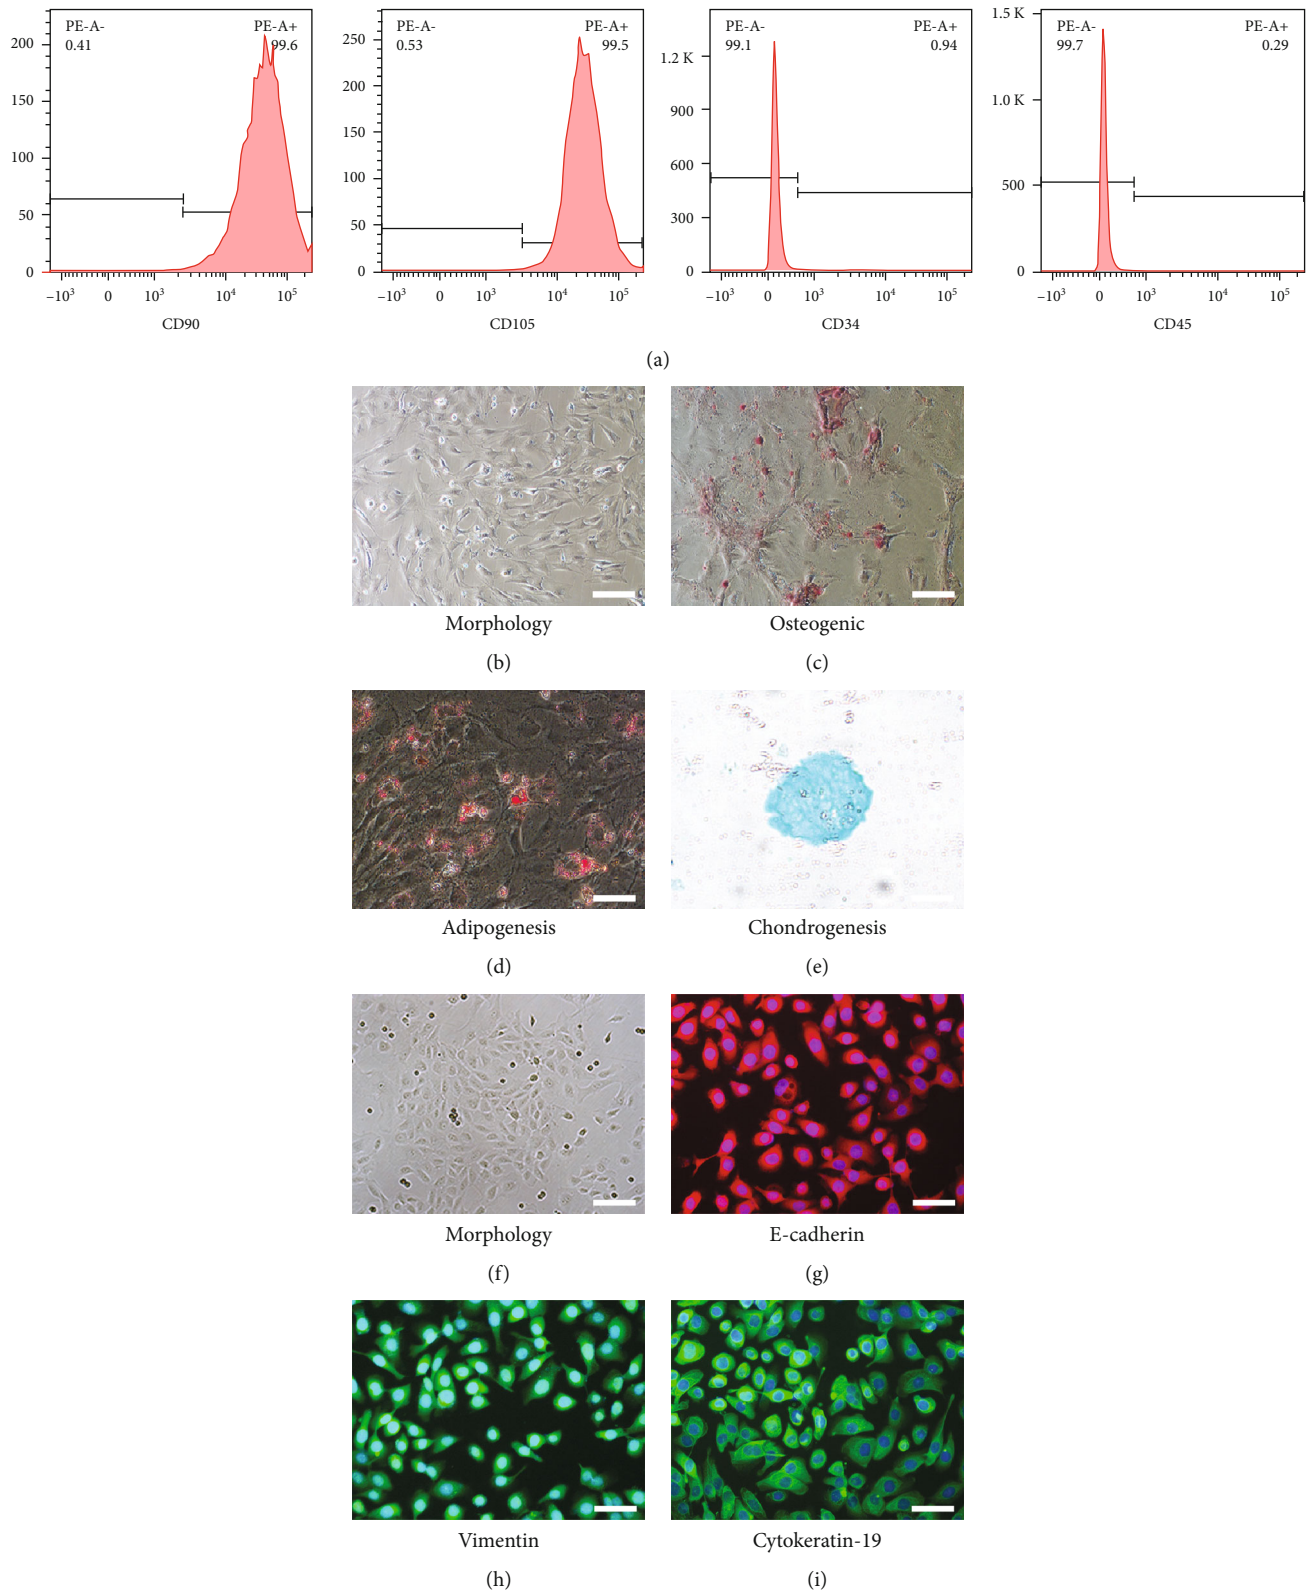 PE-A- PE-A+
0.41 99.6
200
150
100
50
0
–10³ 0 10³ 10⁴ 10⁵
CD90
PE-A- PE-A+
0.53 99.5
250
200
150
100
50
0
–10³ 0 10³ 10⁴ 10⁵
CD105
PE-A- PE-A+
99.1 0.94
1.2 K
900
600
300
0
–10³ 0 10³ 10⁴ 10⁵
CD34
PE-A- PE-A+
99.7 0.29
1.5 K
1.0 K
500
0
–10³ 0 10³ 10⁴ 10⁵
CD45
(a)
Morphology
(b)
Osteogenic
(c)
Adipogenesis
(d)
Chondrogenesis
(e)
Morphology
(f)
E-cadherin
(g)
Vimentin
(h)
Cytokeratin-19
(i)